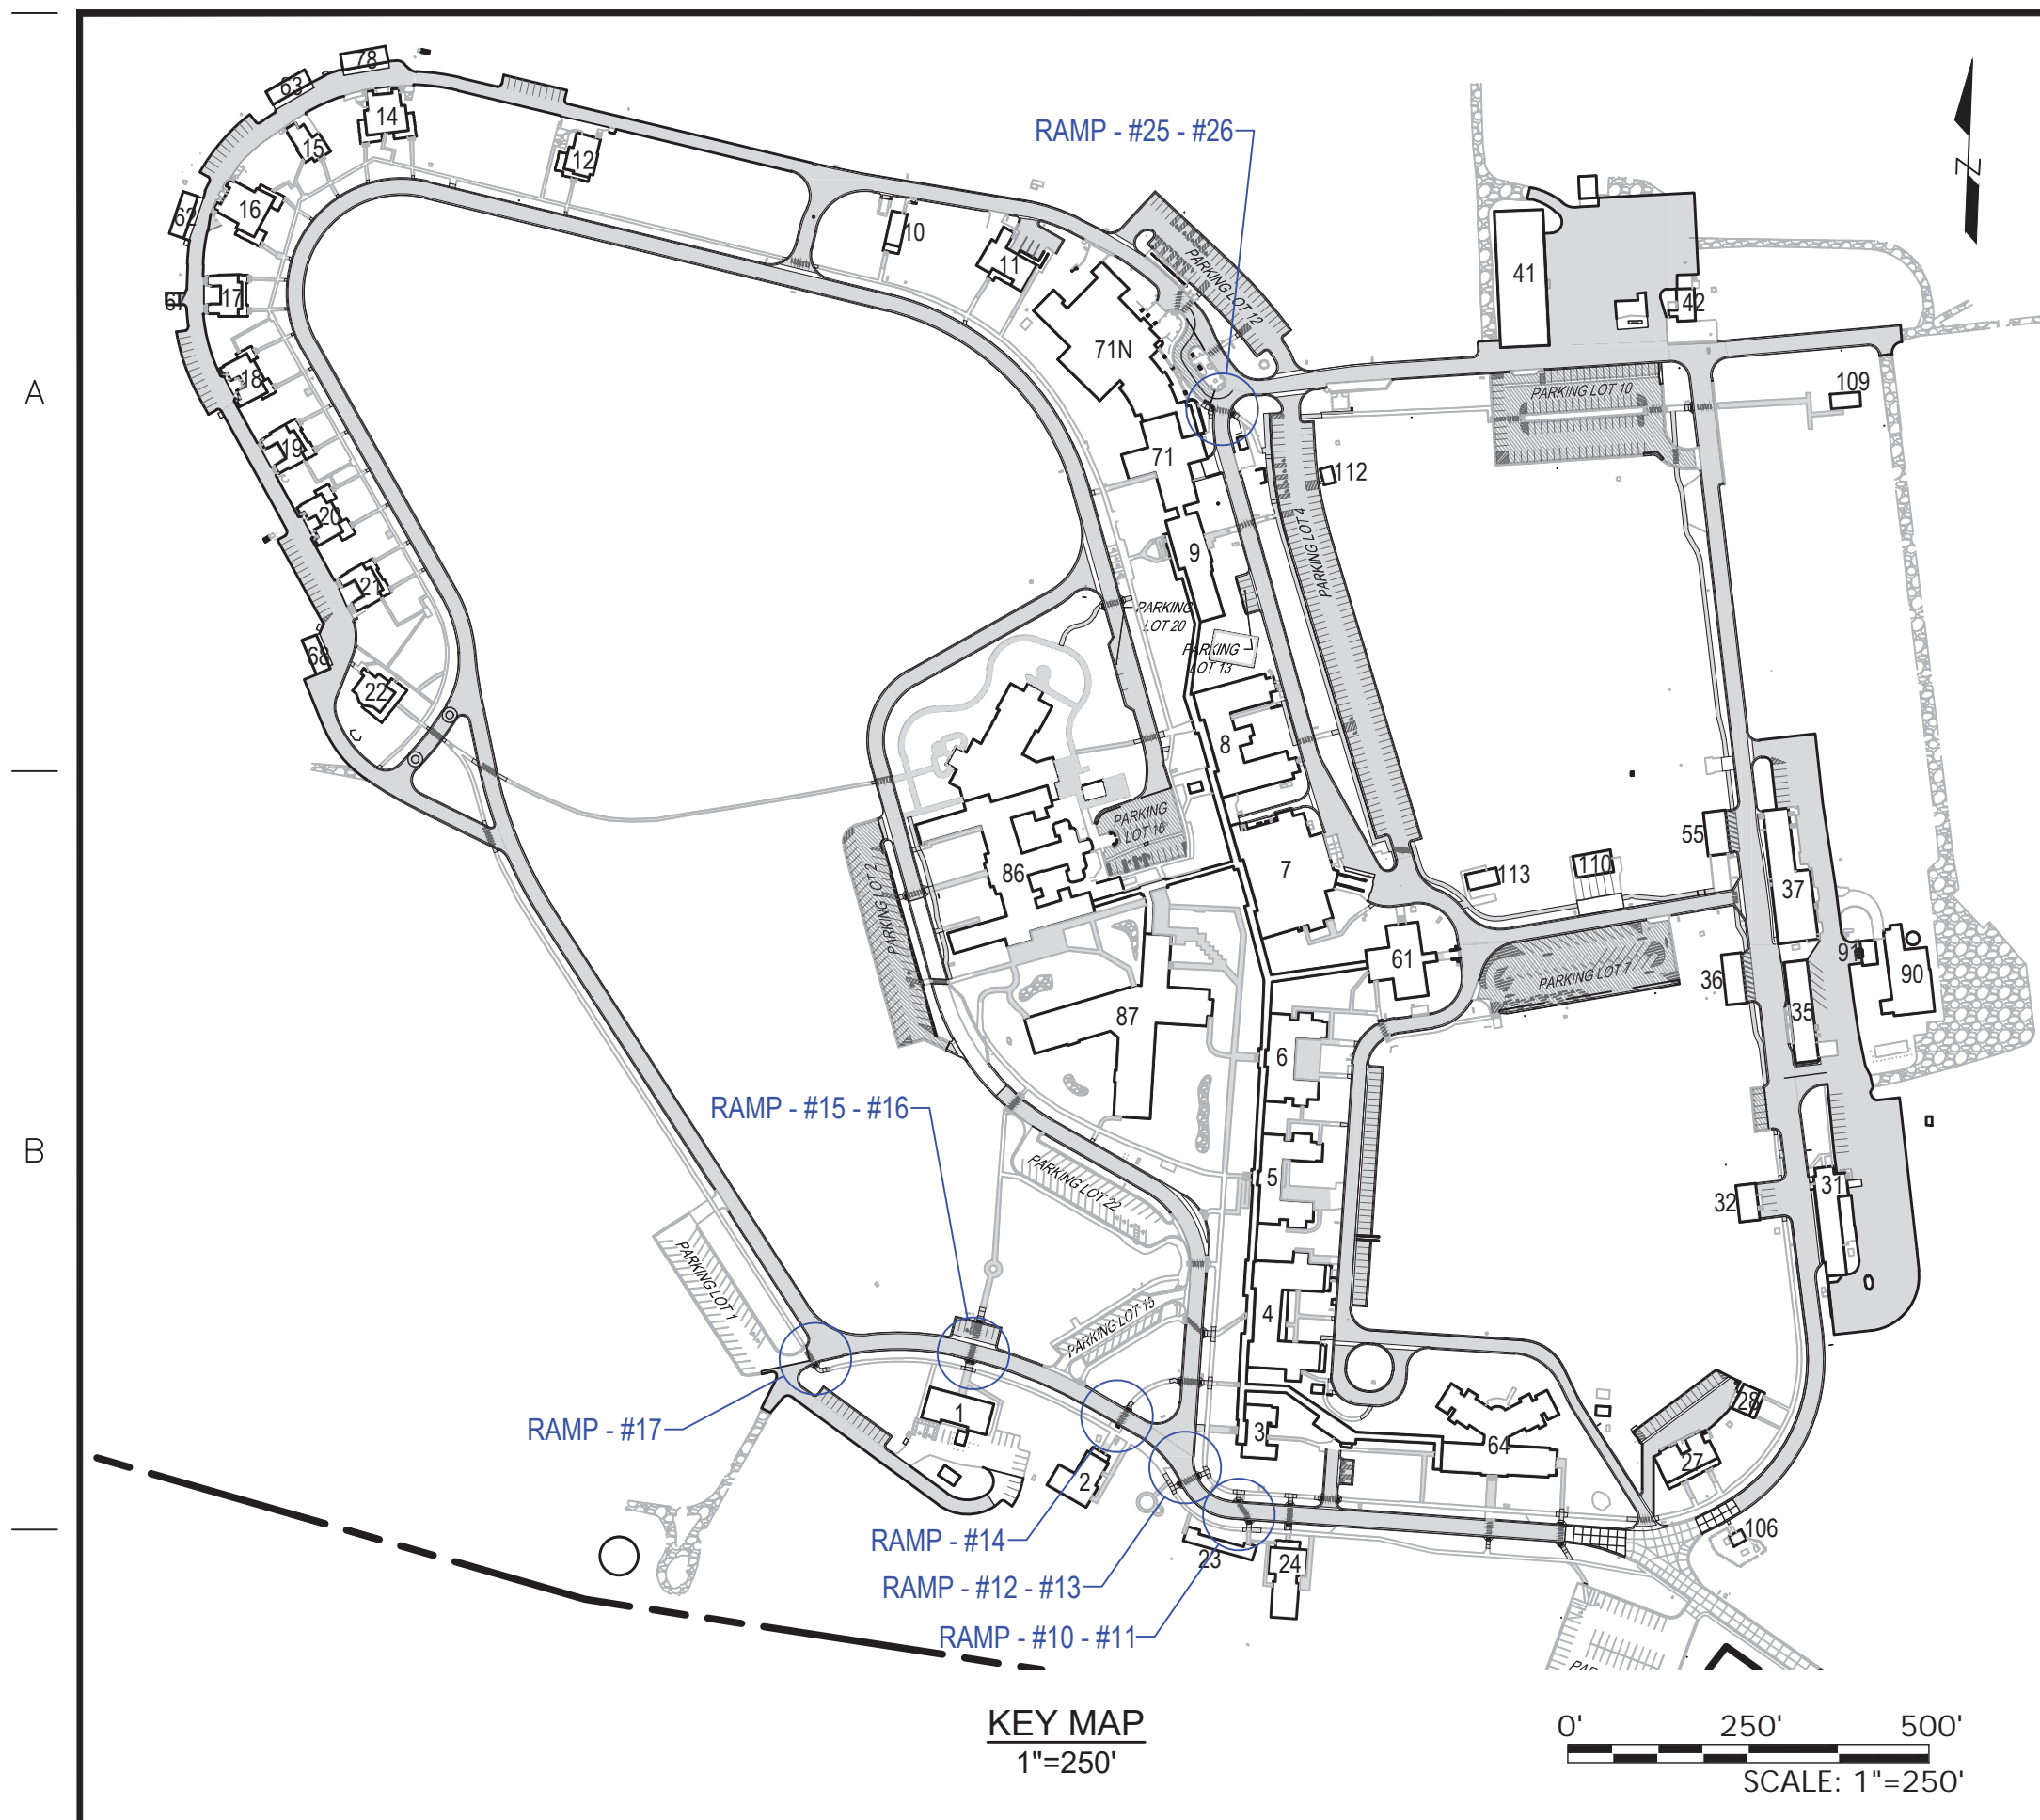 78
63
14
15
12
RAMP - #25 - #26
N
16
62
10
11
PARKING LOT 12
41
17
67
42
71N
18
PARKING LOT 10
109
A
19
71
112
20
9
PARKING LOT 4
21
PARKING
LOT 20
PARKING
LOT 13
68
22
8
PARKING
LOT 16
55
7
86
113
110
37
PARKING LOT 2
61
91
90
36
PARKING LOT 7
35
87
6
RAMP - #15 - #16
B
5
PARKING LOT 22
31
32
PARKING LOT 1
4
PARKING LOT 15
1
28
3
RAMP - #17
64
27
2
106
RAMP - #14
23
24
RAMP - #12 - #13
RAMP - #10 - #11
KEY MAP
1"=250'
0'
250'
500'
SCALE: 1"=250'